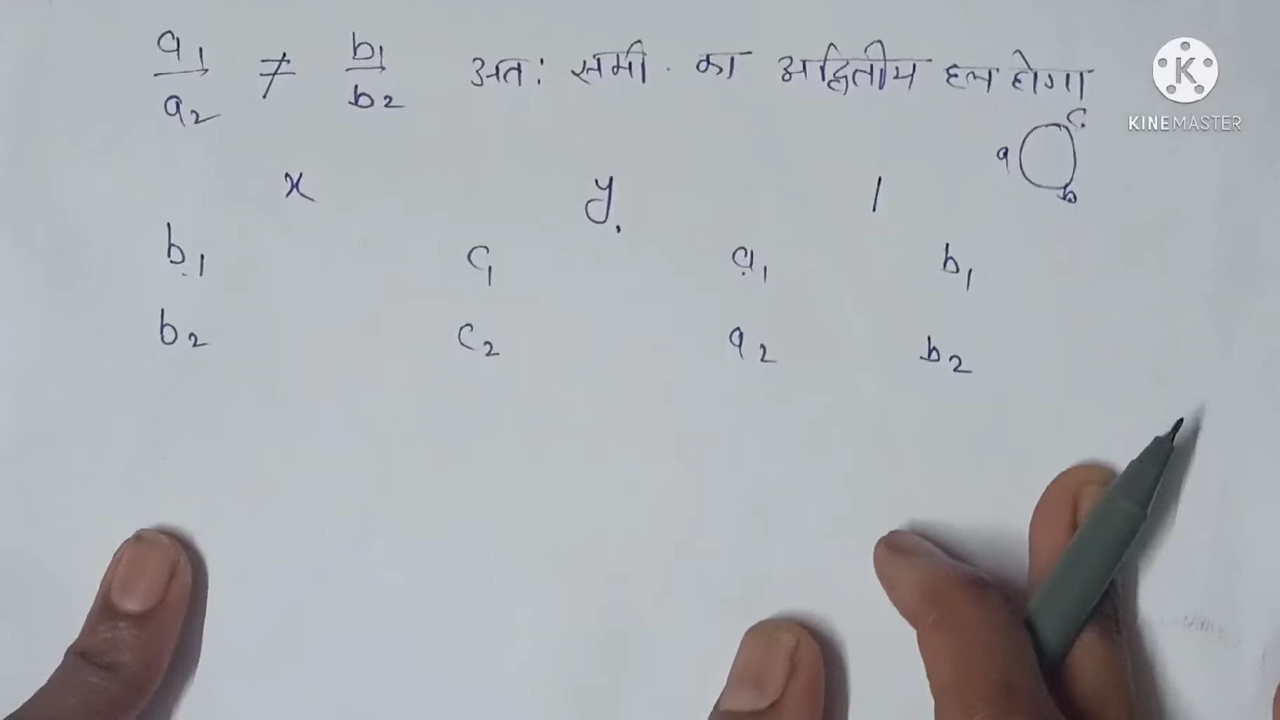 a₁/a₂ ≠ b₁/b₂ अतः समी. का अद्वितीय हल होगा
K
KINEMASTER
c
a
b
x y 1
b₁ c₁ a₁ b₁
b₂ c₂ a₂ b₂